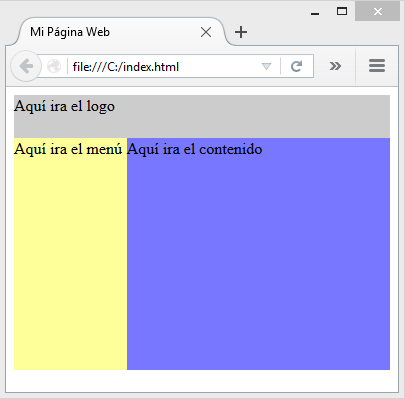 Mi Página Web
file:///C:/index.html
Aquí ira el logo
Aquí ira el menú
Aquí ira el contenido